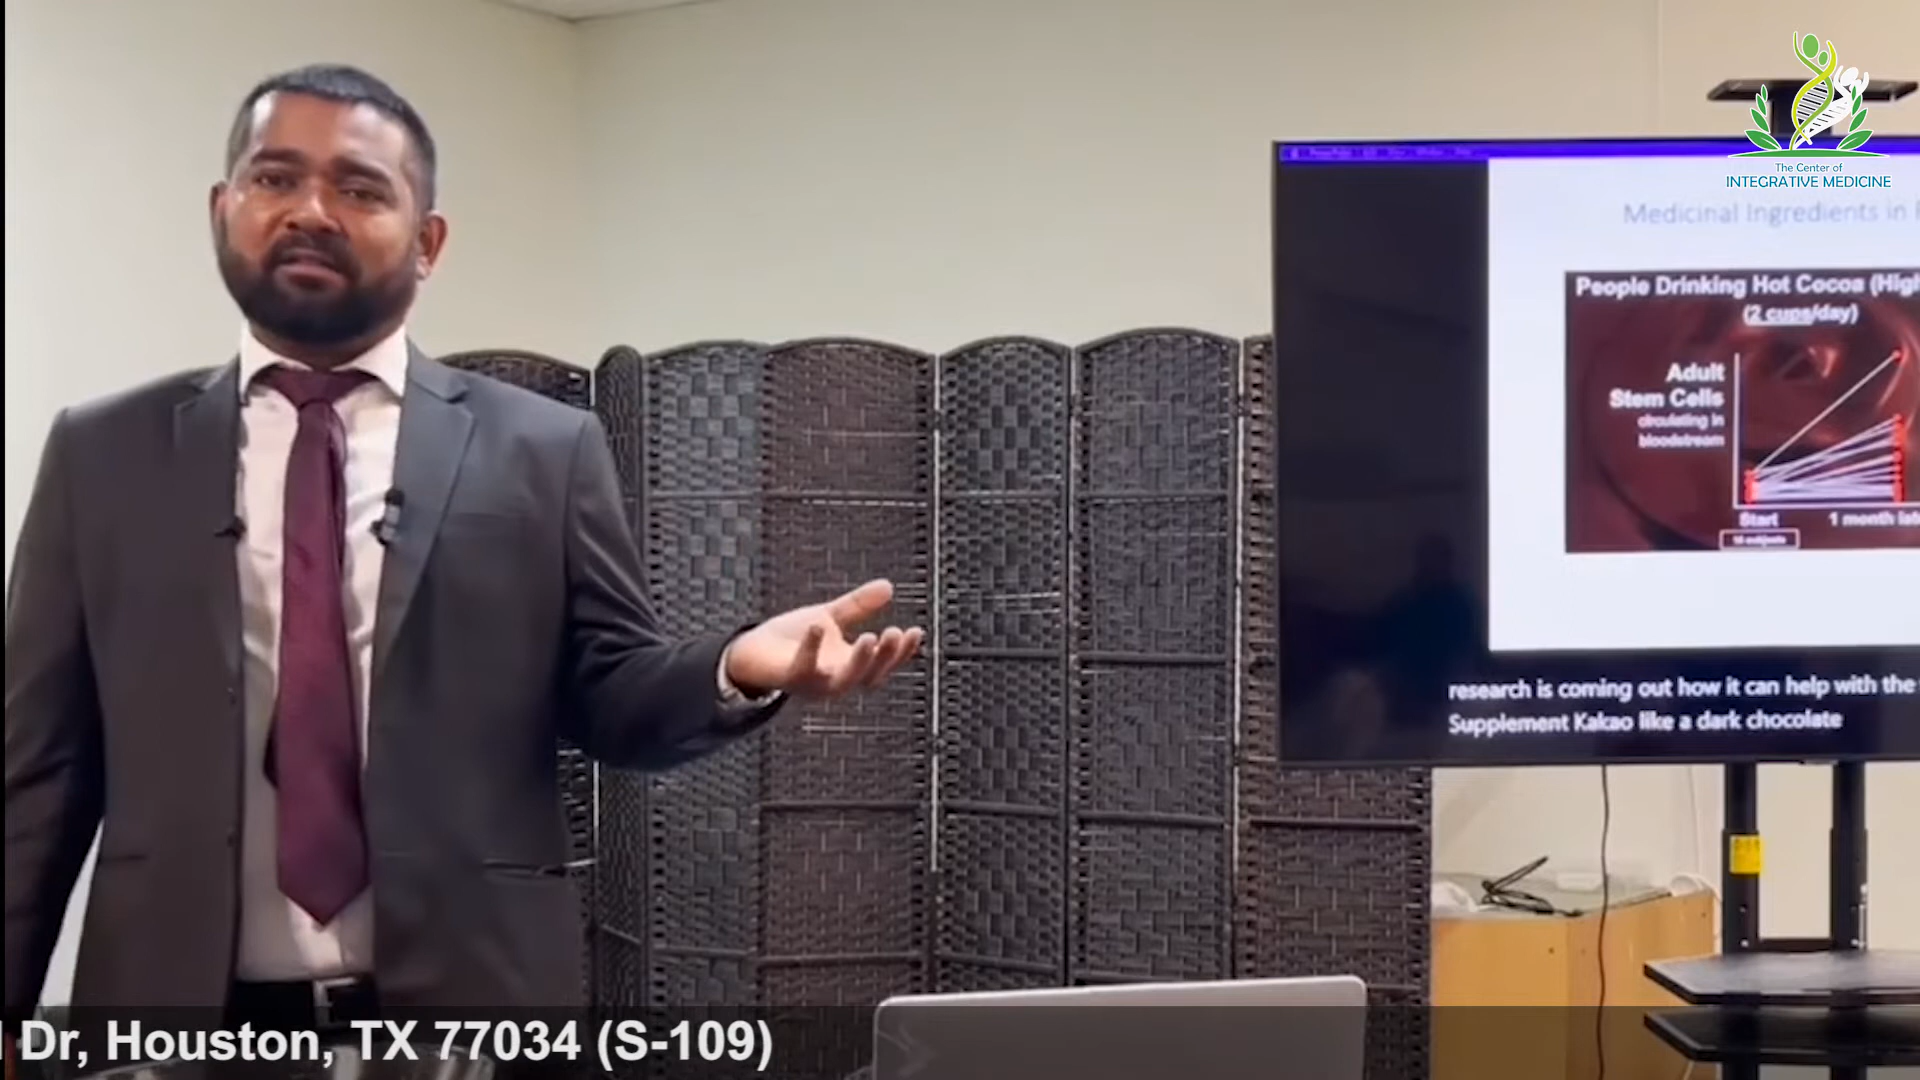 The Center of
INTEGRATIVE MEDICINE
Medicinal Ingredients in
People Drinking Hot Cocoa (High
(2 cups/day)
Adult
Stem Cells
circulating in
bloodstream
Start
1 month
subjects
research is coming out how it can help with the
Supplement Kakao like a dark chocolate
Dr, Houston, TX 77034 (S-109)